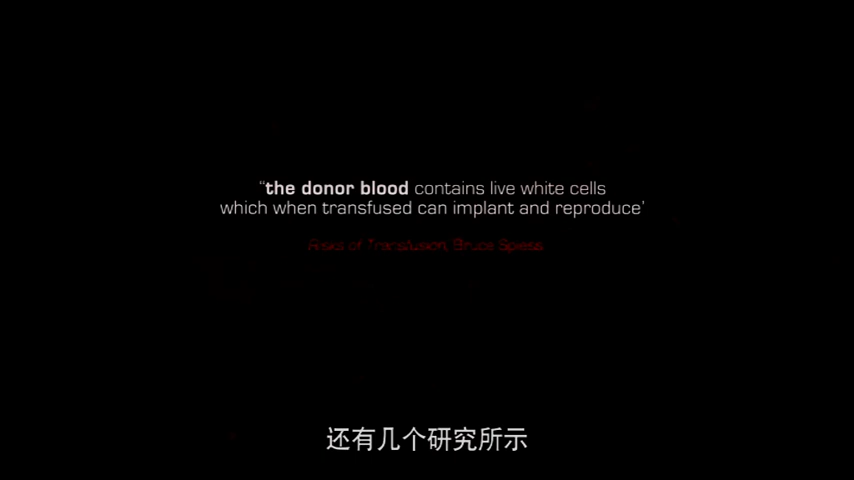 “the donor blood contains live white cells
which when transfused can implant and reproduce’
Risks of Transfusion, Bruce Spiess
还有几个研究所示